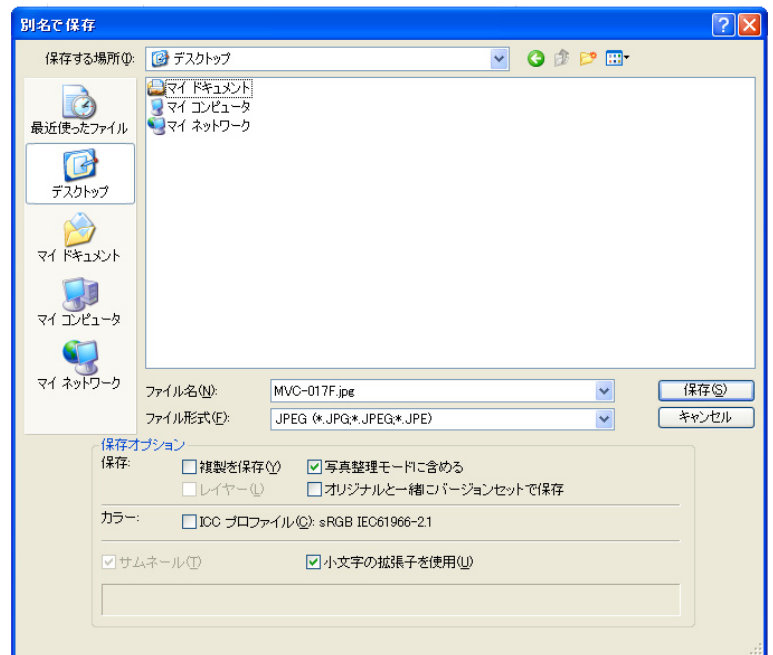 別名で保存
保存する場所(I):
デスクトップ
マイ ドキュメント
マイ コンピュータ
マイ ネットワーク
最近使ったファイル
デスクトップ
マイ ドキュメント
マイ コンピュータ
マイ ネットワーク
ファイル名(N): MVC-017F.jpg 保存(S)
ファイル形式(F): JPEG (*.JPG;*.JPEG;*.JPE) キャンセル
保存オプション
保存: 複製を保存(Y) 写真整理モードに含める
レイヤー(L) オリジナルと一緒にバージョンセットで保存
カラー: ICC プロファイル(C): sRGB IEC61966-2.1
サムネール(T) 小文字の拡張子を使用(U)